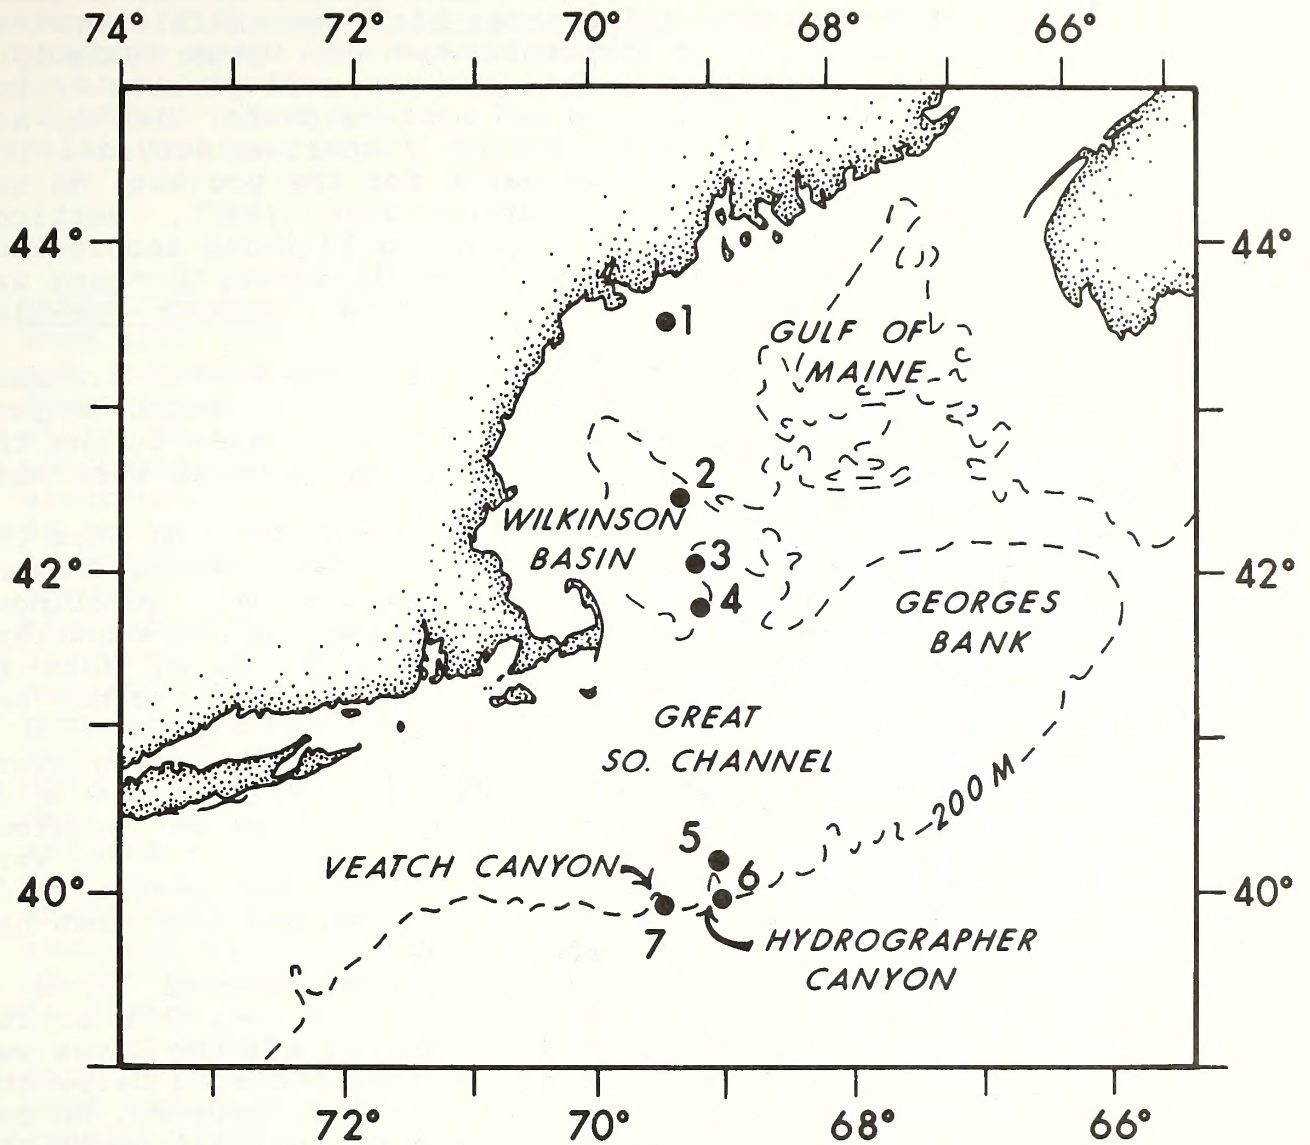 74° 72° 70° 68° 66°
44° 44°
1
GULF OF
MAINE
2
WILKINSON
BASIN
3
42° 42°
4
GEORGES
BANK
GREAT
SO. CHANNEL
200 M
5
VEATCH CANYON
6
40° 40°
7
HYDROGRAPHER
CANYON
72° 70° 68° 66°